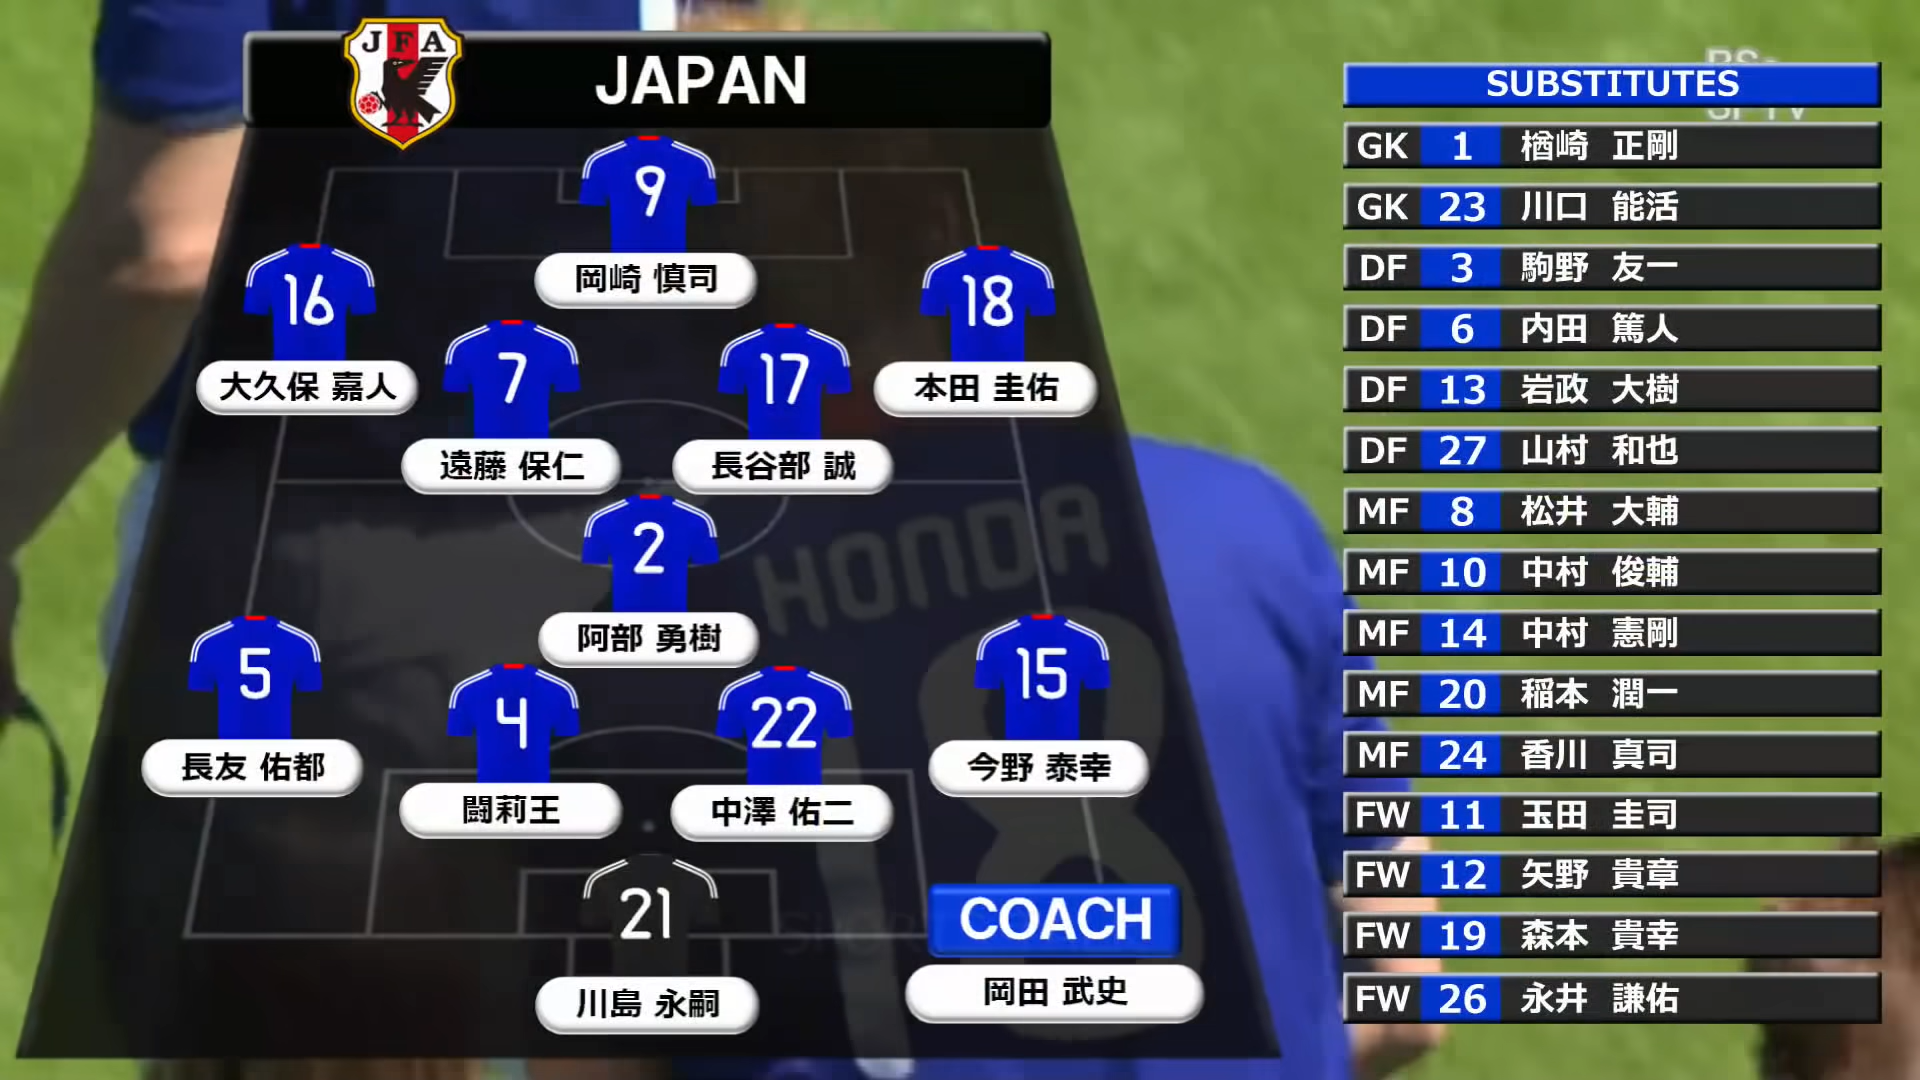 JFA
JAPAN
9
岡崎 慎司
16
大久保 嘉人
18
本田 圭佑
7
遠藤 保仁
17
長谷部 誠
2
阿部 勇樹
HONDA
18
5
長友 佑都
15
今野 泰幸
4
闘莉王
22
中澤 佑二
21
川島 永嗣
COACH
岡田 武史
SUBSTITUTES
GK 1 楢崎 正剛
GK 23 川口 能活
DF 3 駒野 友一
DF 6 内田 篤人
DF 13 岩政 大樹
DF 27 山村 和也
MF 8 松井 大輔
MF 10 中村 俊輔
MF 14 中村 憲剛
MF 20 稲本 潤一
MF 24 香川 真司
FW 11 玉田 圭司
FW 12 矢野 貴章
FW 19 森本 貴幸
FW 26 永井 謙佑